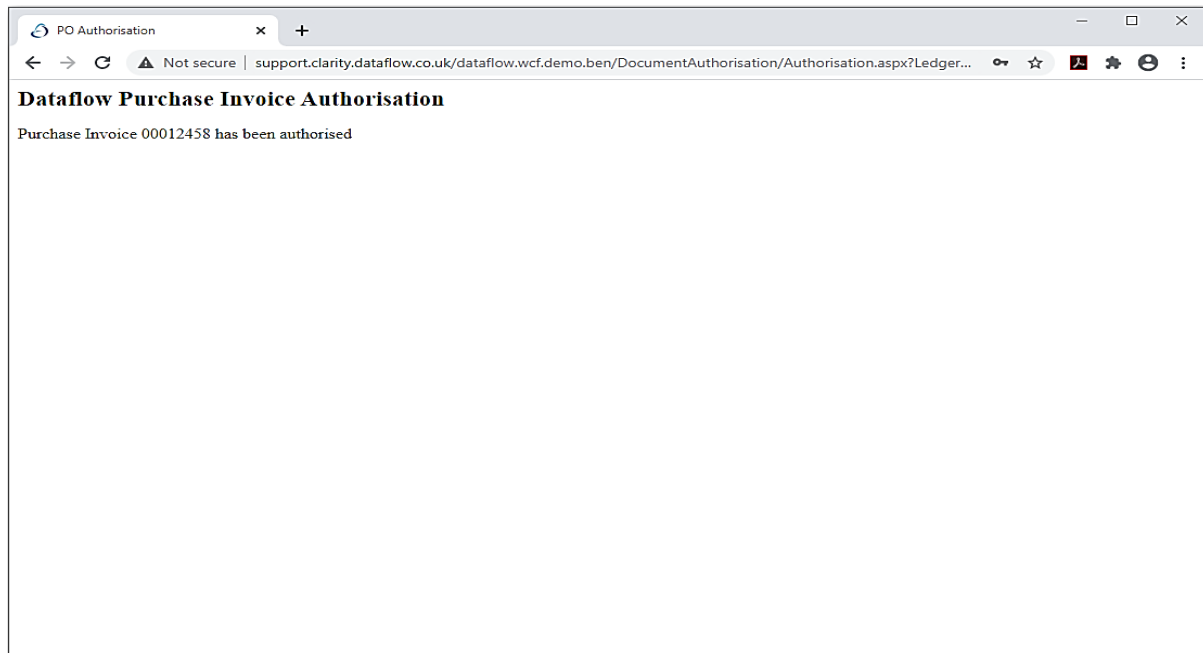 PO Authorisation
Not secure | support.clarity.dataflow.co.uk/dataflow.wcf.demo.ben/DocumentAuthorisation/Authorisation.aspx?Ledger...
Dataflow Purchase Invoice Authorisation
Purchase Invoice 00012458 has been authorised